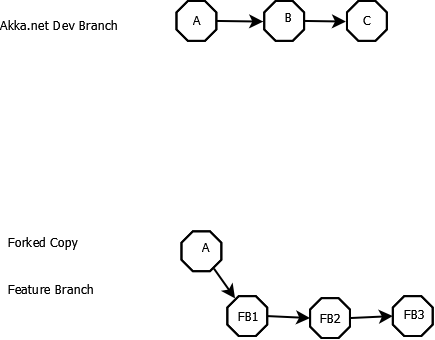 Akka.net Dev Branch
A B C
Forked Copy
A
Feature Branch
FB1 FB2 FB3